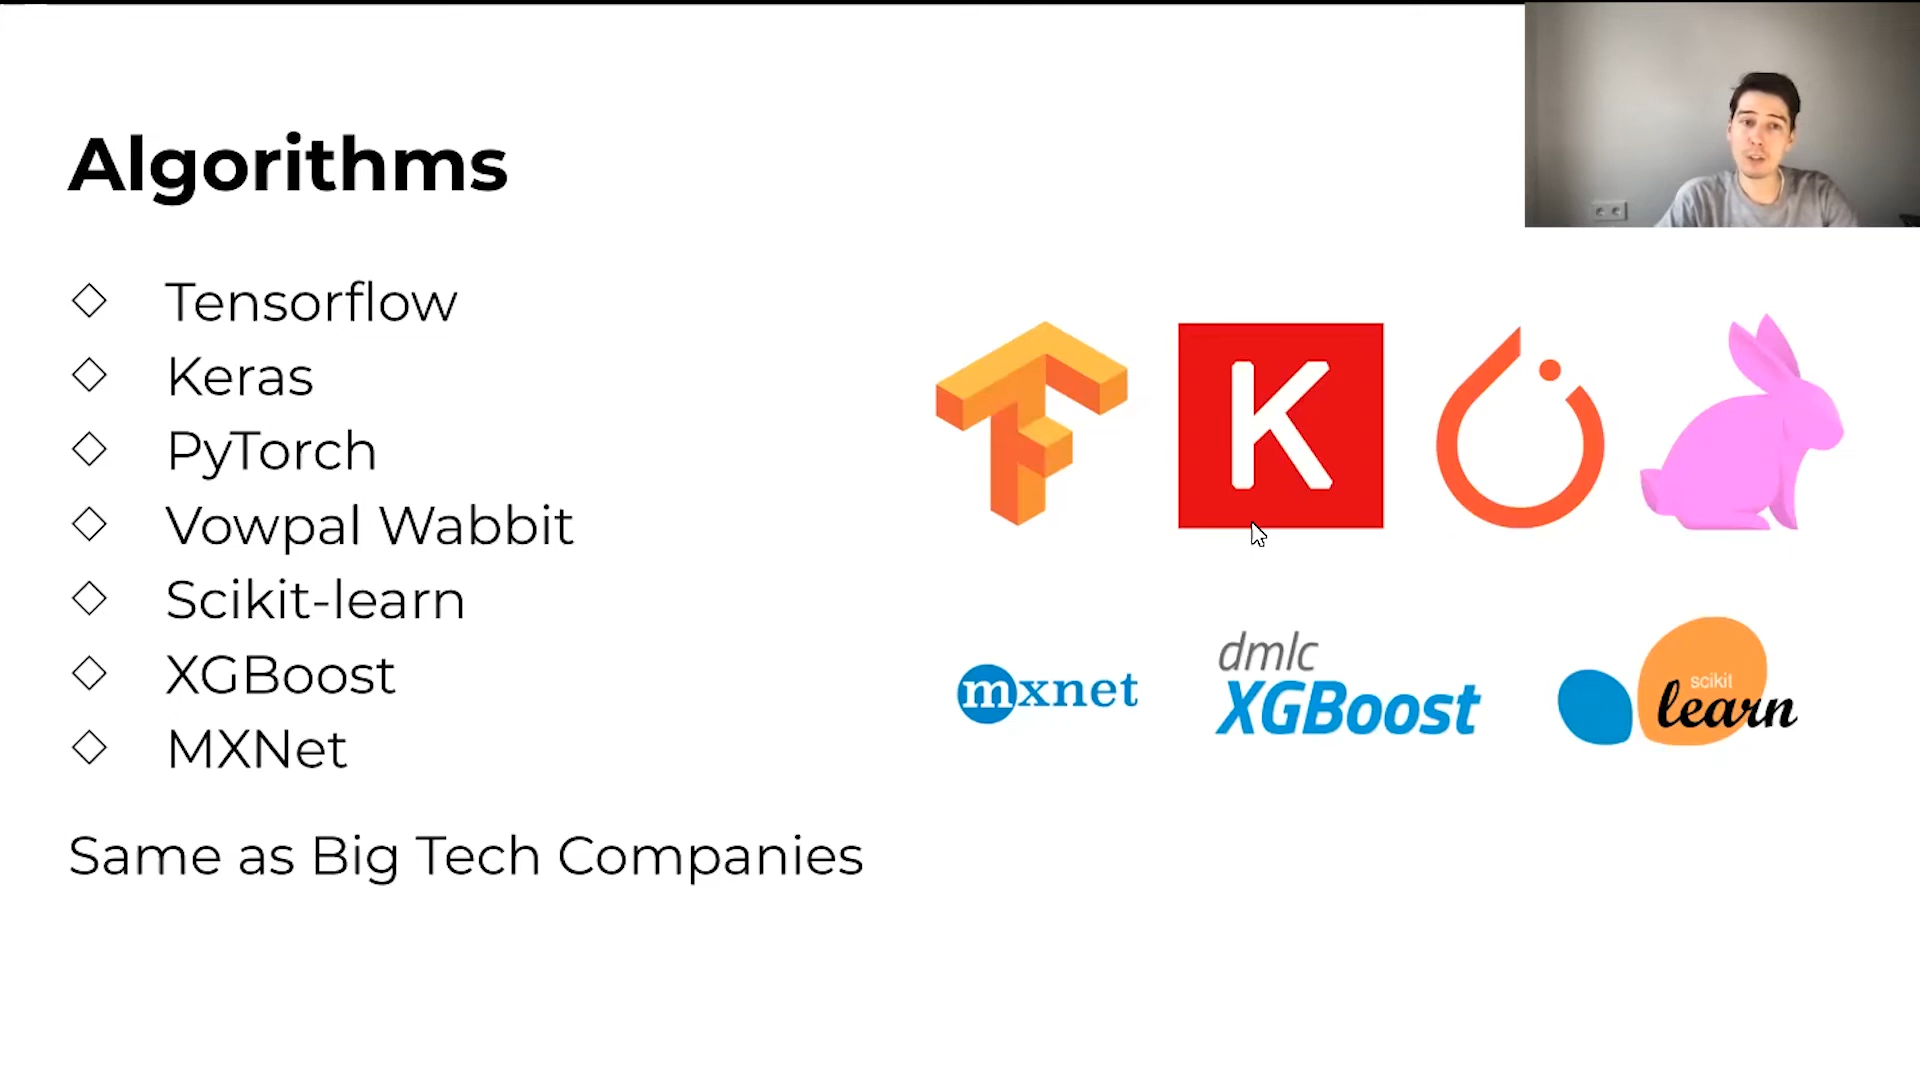 Algorithms
◇ Tensorflow
◇ Keras
◇ PyTorch
◇ Vowpal Wabbit
◇ Scikit-learn
◇ XGBoost
◇ MXNet
Same as Big Tech Companies
K
mxnet
dmlc
XGBoost
scikit
learn